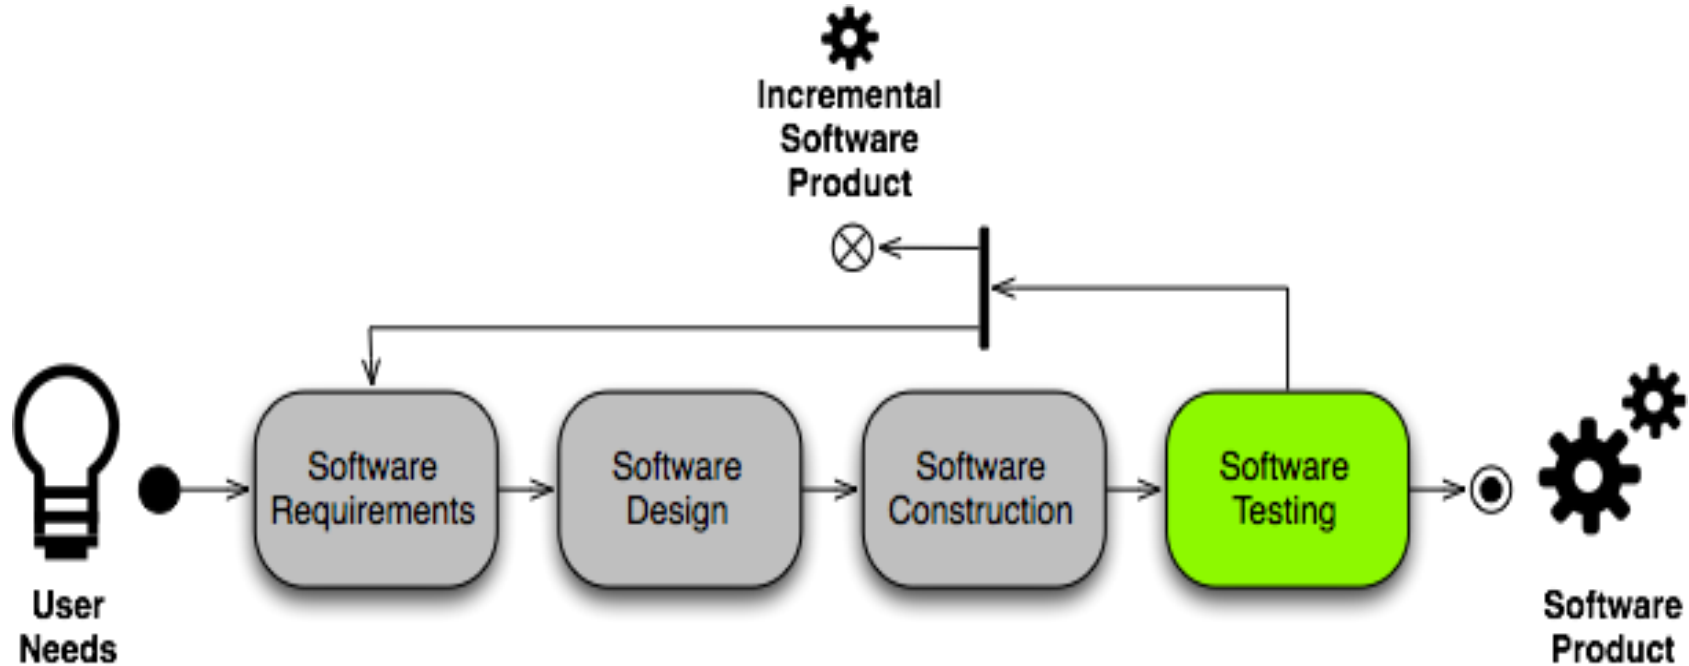 Incremental
Software
Product
User
Needs
Software
Requirements
Software
Design
Software
Construction
Software
Testing
Software
Product